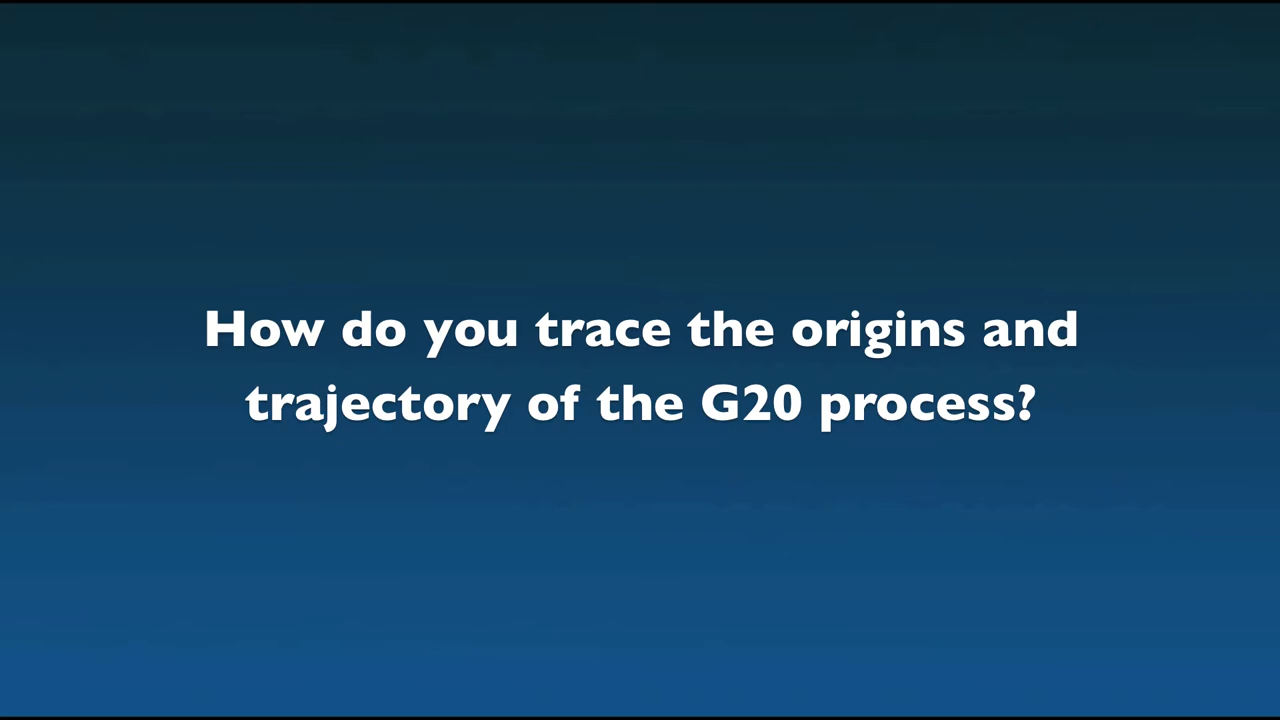 How do you trace the origins and
trajectory of the G20 process?